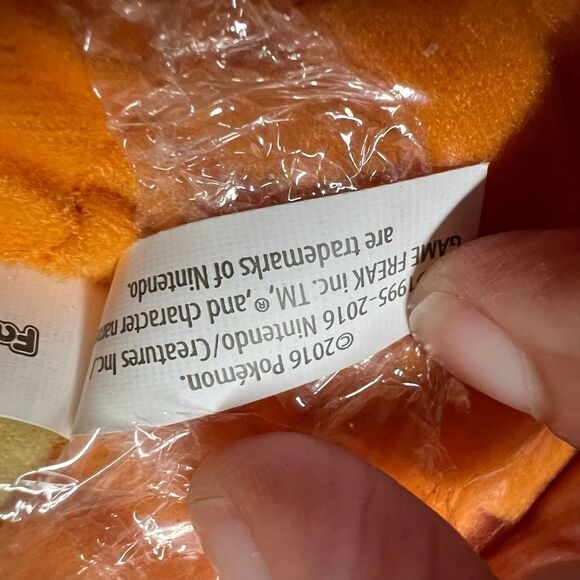 ©2016 Pokémon.
1995-2016 Nintendo/Creatures Inc./
GAME FREAK inc. TM, ®,and character
are trademarks of Nintendo.